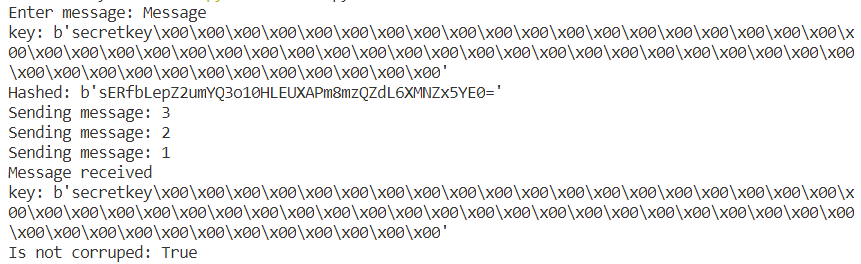 Enter message: Message
key: b'secretkey\x00\x00\x00\x00\x00\x00\x00\x00\x00\x00\x00\x00\x00\x00\x00\x00\x00\x00\x00\x
00\x00\x00\x00\x00\x00\x00\x00\x00\x00\x00\x00\x00\x00\x00\x00\x00\x00\x00\x00\x00\x00\x00\x00
\x00\x00\x00\x00\x00\x00\x00\x00\x00\x00\x00\x00'
Hashed: b'sERfbLepZ2umYQ3o10HLEUXAPm8mzQZdL6XMNZx5YE0='
Sending message: 3
Sending message: 2
Sending message: 1
Message received
key: b'secretkey\x00\x00\x00\x00\x00\x00\x00\x00\x00\x00\x00\x00\x00\x00\x00\x00\x00\x00\x00\x
00\x00\x00\x00\x00\x00\x00\x00\x00\x00\x00\x00\x00\x00\x00\x00\x00\x00\x00\x00\x00\x00\x00\x00
\x00\x00\x00\x00\x00\x00\x00\x00\x00\x00\x00\x00'
Is not corruped: True